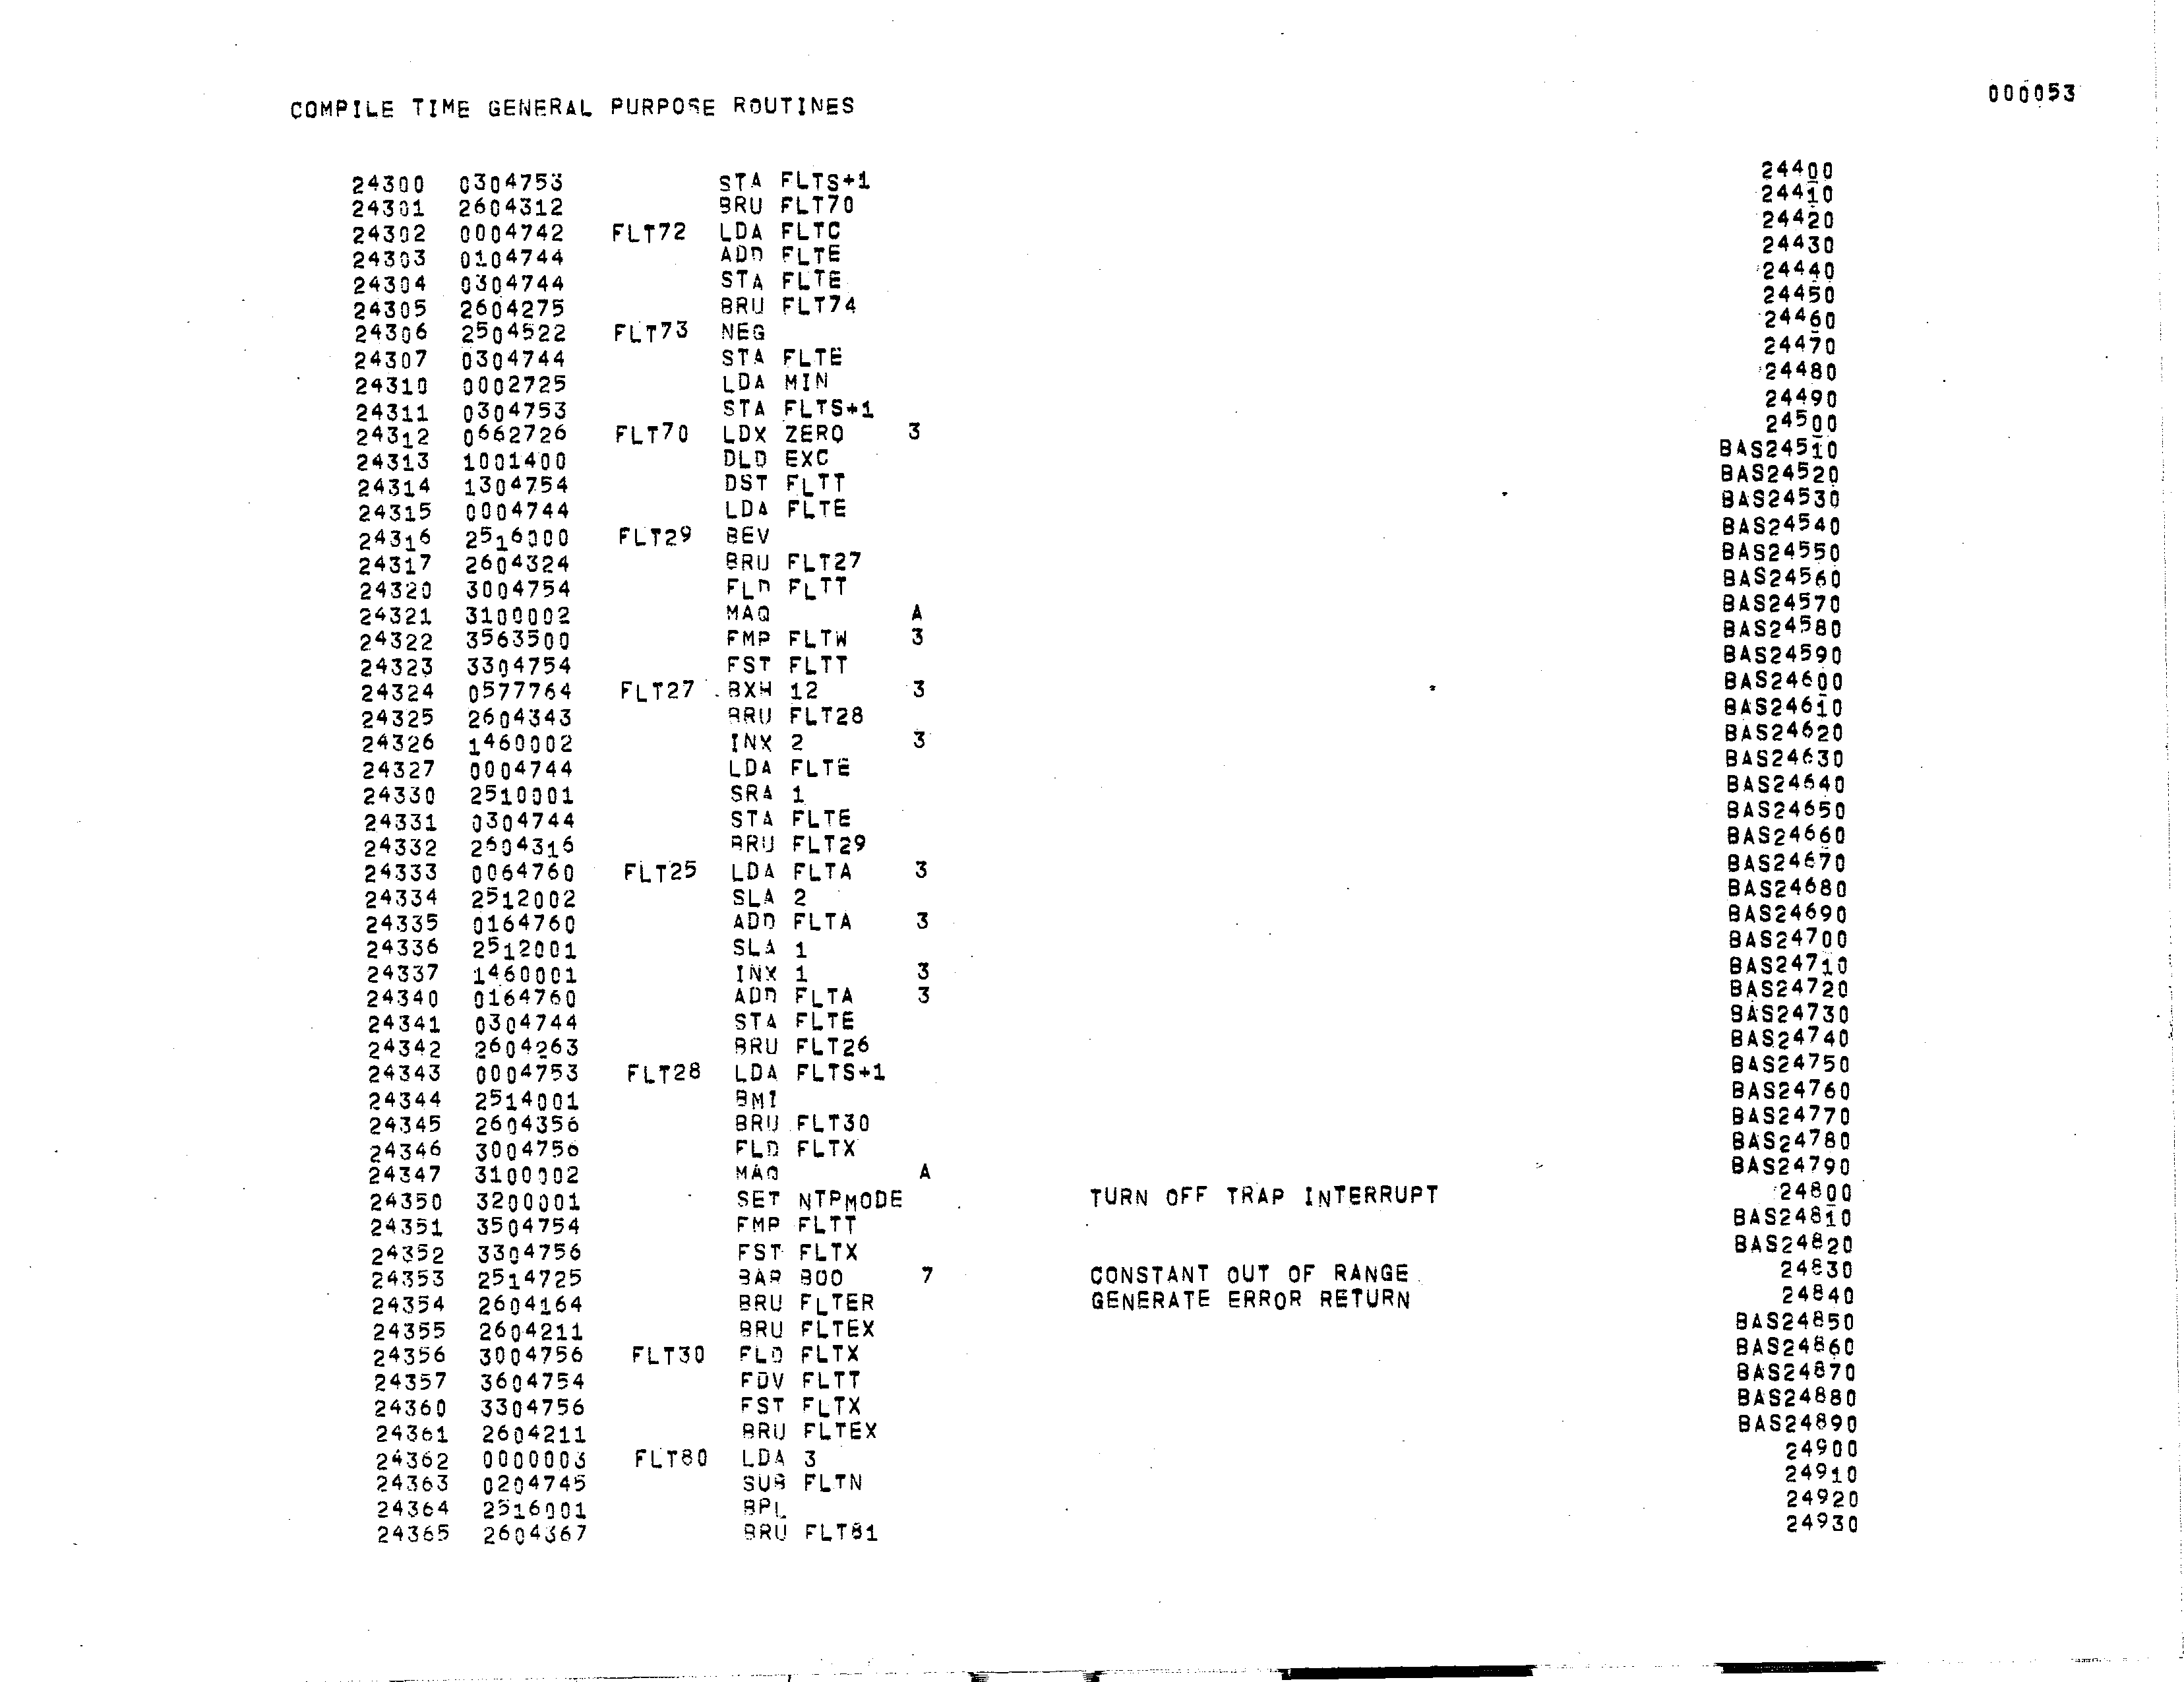 000053
COMPILE TIME GENERAL PURPOSE ROUTINES
24300 0304753 STA FLTS+1 24400
24301 2604312 BRU FLT70 24410
24302 0004742 FLT72 LDA FLTC 24420
24303 0104744 ADD FLTE 24430
24304 0304744 STA FLTE 24440
24305 2604275 BRU FLT74 24450
24306 2504522 FLT73 NEG 24460
24307 0304744 STA FLTE 24470
24310 0002725 LDA MIN 24480
24311 0304753 STA FLTS+1 24490
24312 0662726 FLT70 LDX ZERO 3 24500
24313 1001400 DLD EXC BAS24510
24314 1304754 DST FLTT BAS24520
24315 0004744 LDA FLTE BAS24530
24316 2516000 FLT29 BEV BAS24540
24317 2604324 BRU FLT27 BAS24550
24320 3004754 FLD FLTT BAS24560
24321 3100002 MAQ A BAS24570
24322 3563500 FMP FLTW 3 BAS24580
24323 3304754 FST FLTT BAS24590
24324 0577764 FLT27 BXH 12 3 BAS24600
24325 2604343 BRU FLT28 BAS24610
24326 1460002 INX 2 3 BAS24620
24327 0004744 LDA FLTE BAS24630
24330 2510001 SRA 1 BAS24640
24331 0304744 STA FLTE BAS24650
24332 2604316 BRU FLT29 BAS24660
24333 0064760 FLT25 LDA FLTA 3 BAS24670
24334 2512002 SLA 2 BAS24680
24335 0164760 ADD FLTA 3 BAS24690
24336 2512001 SLA 1 BAS24700
24337 1460001 INX 1 3 BAS24710
24340 0164760 ADD FLTA 3 BAS24720
24341 0304744 STA FLTE BAS24730
24342 2604263 BRU FLT26 BAS24740
24343 0004753 FLT28 LDA FLTS+1 BAS24750
24344 2514001 BMI BAS24760
24345 2604356 BRU FLT30 BAS24770
24346 3004756 FLD FLTX BAS24780
24347 3100002 MAQ A BAS24790
24350 3200001 SET NTPMODE TURN OFF TRAP INTERRUPT 24800
24351 3504754 FMP FLTT BAS24810
24352 3304756 FST FLTX BAS24820
24353 2514725 BAR BOO 7 CONSTANT OUT OF RANGE 24830
24354 2604164 BRU FLTER GENERATE ERROR RETURN 24840
24355 2604211 BRU FLTEX BAS24850
24356 3004756 FLT30 FLD FLTX BAS24860
24357 3604754 FDV FLTT BAS24870
24360 3304756 FST FLTX BAS24880
24361 2604211 BRU FLTEX BAS24890
24362 0000003 FLT80 LDA 3 24900
24363 0204745 SUB FLTN 24910
24364 2516001 BPL 24920
24365 2604367 BRU FLT81 24930